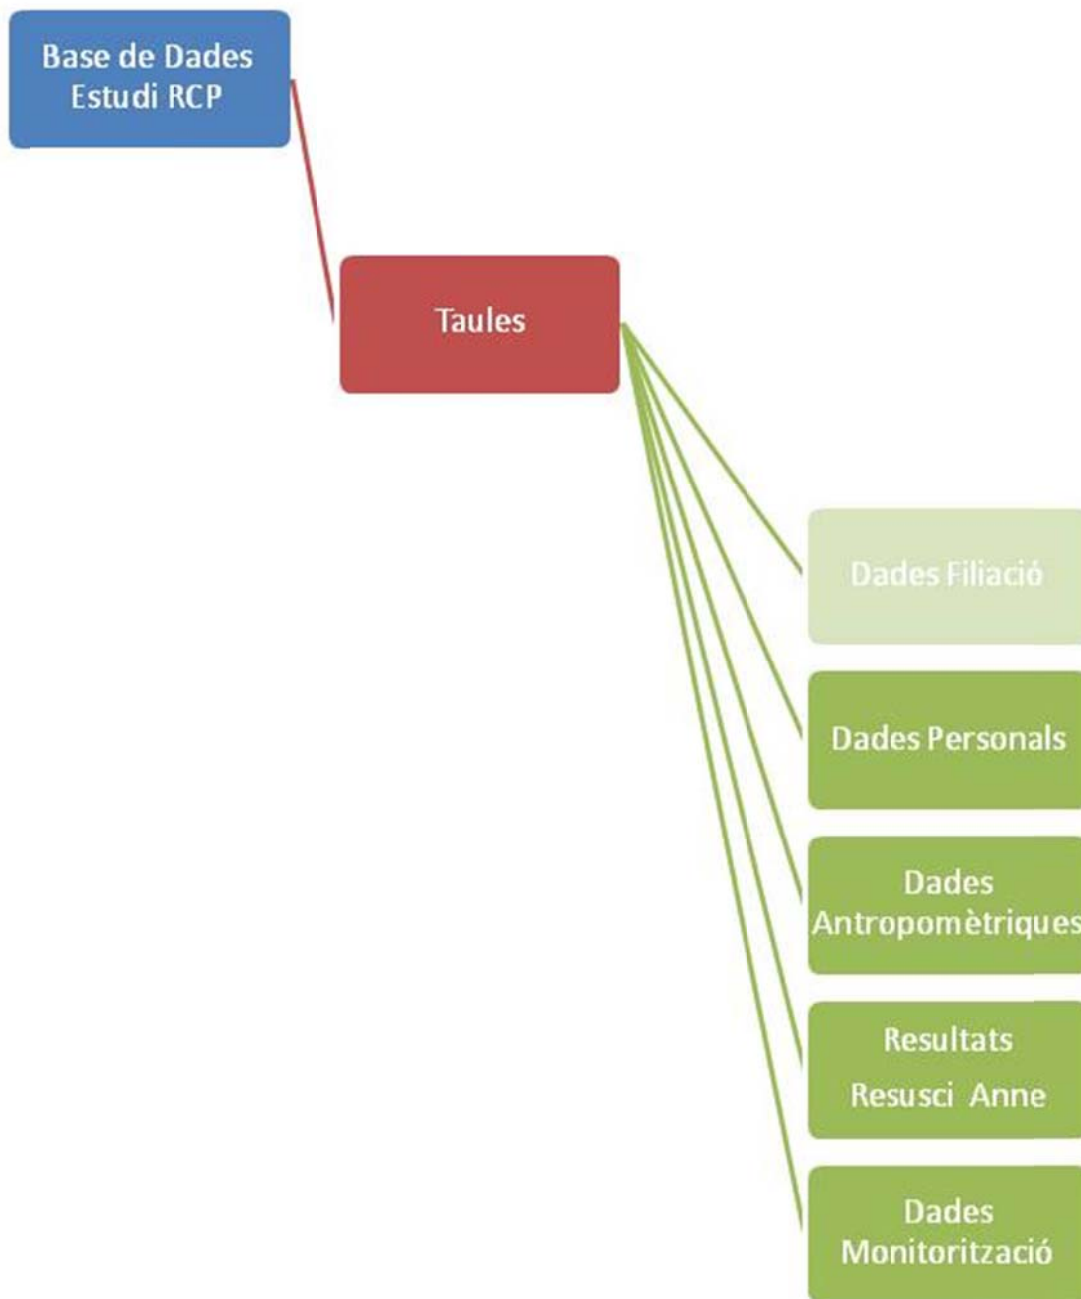 Base de Dades
Estudi RCP
Taules
Dades Filiació
Dades Personals
Dades
Antropomètriques
Resultats
Resusci Anne
Dades
Monitorització